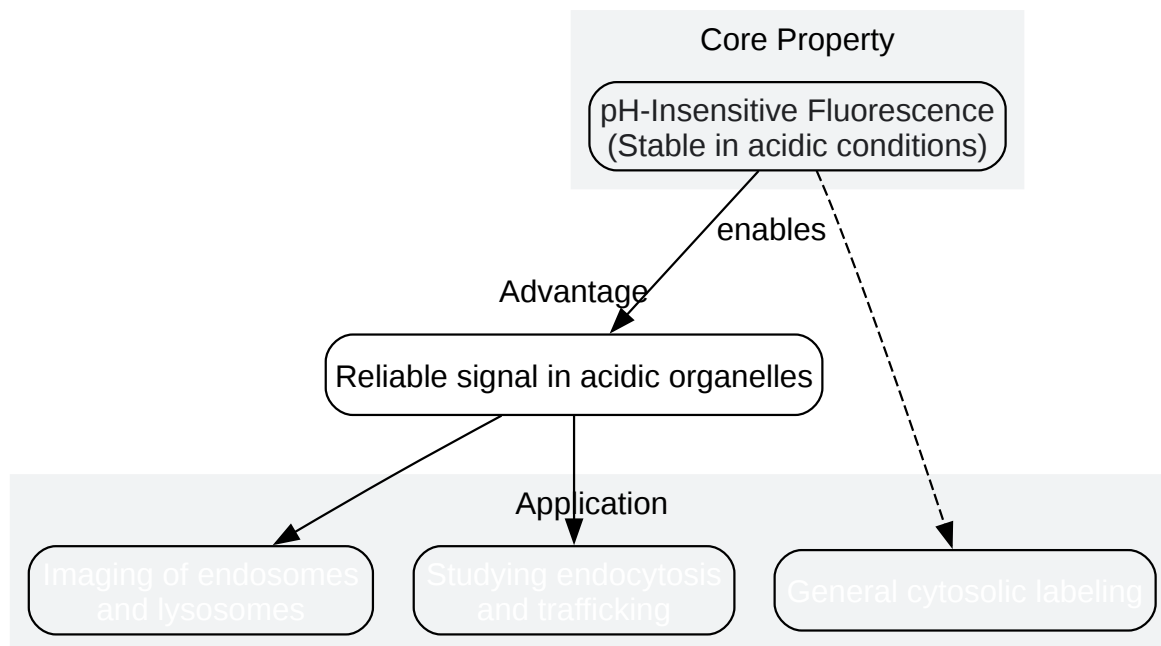 Core Property
pH-Insensitive Fluorescence
(Stable in acidic conditions)
enables
Advantage
Reliable signal in acidic organelles
Application
Imaging of endosomes
and lysosomes
Studying endocytosis
and trafficking
General cytosolic labeling